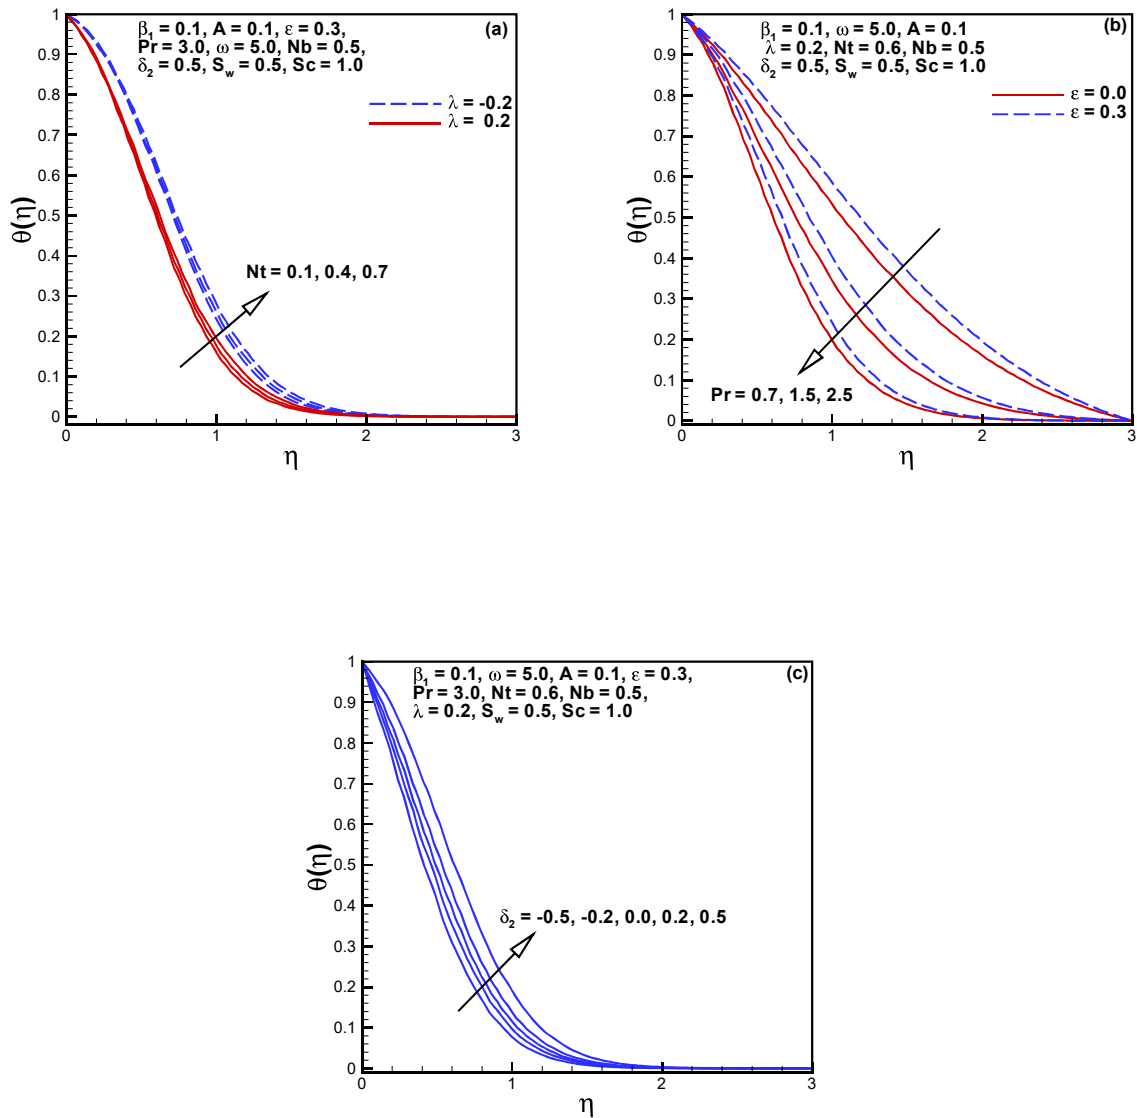 (a)
β1 = 0.1, A = 0.1, ε = 0.3,
Pr = 3.0, ω = 5.0, Nb = 0.5,
δ2 = 0.5, Sw = 0.5, Sc = 1.0
λ = -0.2
λ = 0.2
Nt = 0.1, 0.4, 0.7
θ(η)
1
0.9
0.8
0.7
0.6
0.5
0.4
0.3
0.2
0.1
0
0 1 2 3
η
(b)
β1 = 0.1, ω = 5.0, A = 0.1
λ = 0.2, Nt = 0.6, Nb = 0.5
δ2 = 0.5, Sw = 0.5, Sc = 1.0
ε = 0.0
ε = 0.3
Pr = 0.7, 1.5, 2.5
θ(η)
1
0.9
0.8
0.7
0.6
0.5
0.4
0.3
0.2
0.1
0
0 1 2 3
η
(c)
β1 = 0.1, ω = 5.0, A = 0.1, ε = 0.3,
Pr = 3.0, Nt = 0.6, Nb = 0.5,
λ = 0.2, Sw = 0.5, Sc = 1.0
δ2 = -0.5, -0.2, 0.0, 0.2, 0.5
θ(η)
1
0.9
0.8
0.7
0.6
0.5
0.4
0.3
0.2
0.1
0
0 1 2 3
η